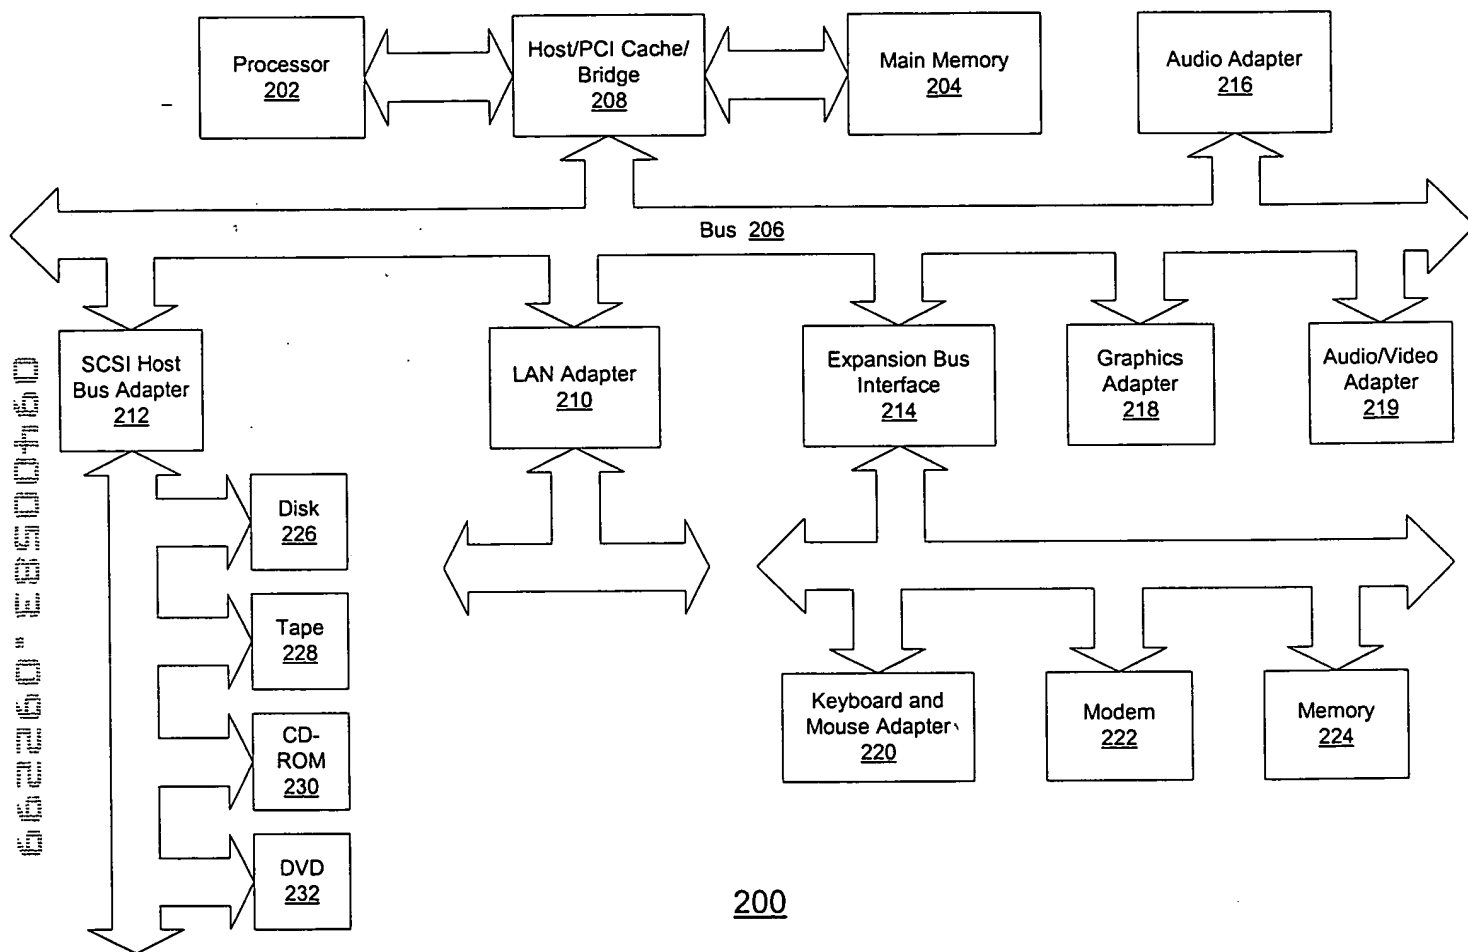 Processor
202
Host/PCI Cache/
Bridge
208
Main Memory
204
Audio Adapter
216
Bus 206
SCSI Host
Bus Adapter
212
LAN Adapter
210
Expansion Bus
Interface
214
Graphics
Adapter
218
Audio/Video
Adapter
219
Disk
226
Tape
228
CD-
ROM
230
DVD
232
Keyboard and
Mouse Adapter
220
Modem
222
Memory
224
200
09400583.092299